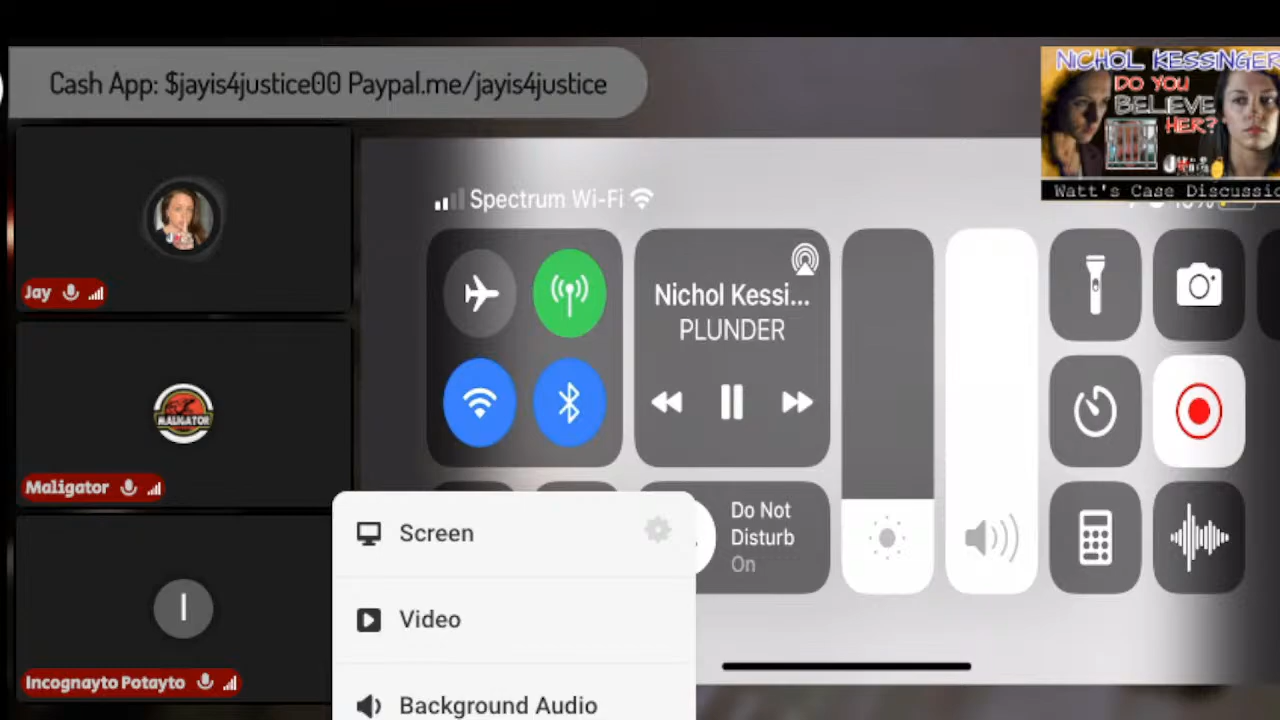 Cash App: $jayis4justice00 Paypal.me/jayis4justice
NICHOL KESSINGER
DO YOU
BELIEVE
HER?
Watt's Case Discussio
Jay
Maligator
MALIGATOR
I
Incognayto Potayto
Spectrum Wi-Fi
Nichol Kessi...
PLUNDER
Do Not
Disturb
On
Screen
Video
Background Audio